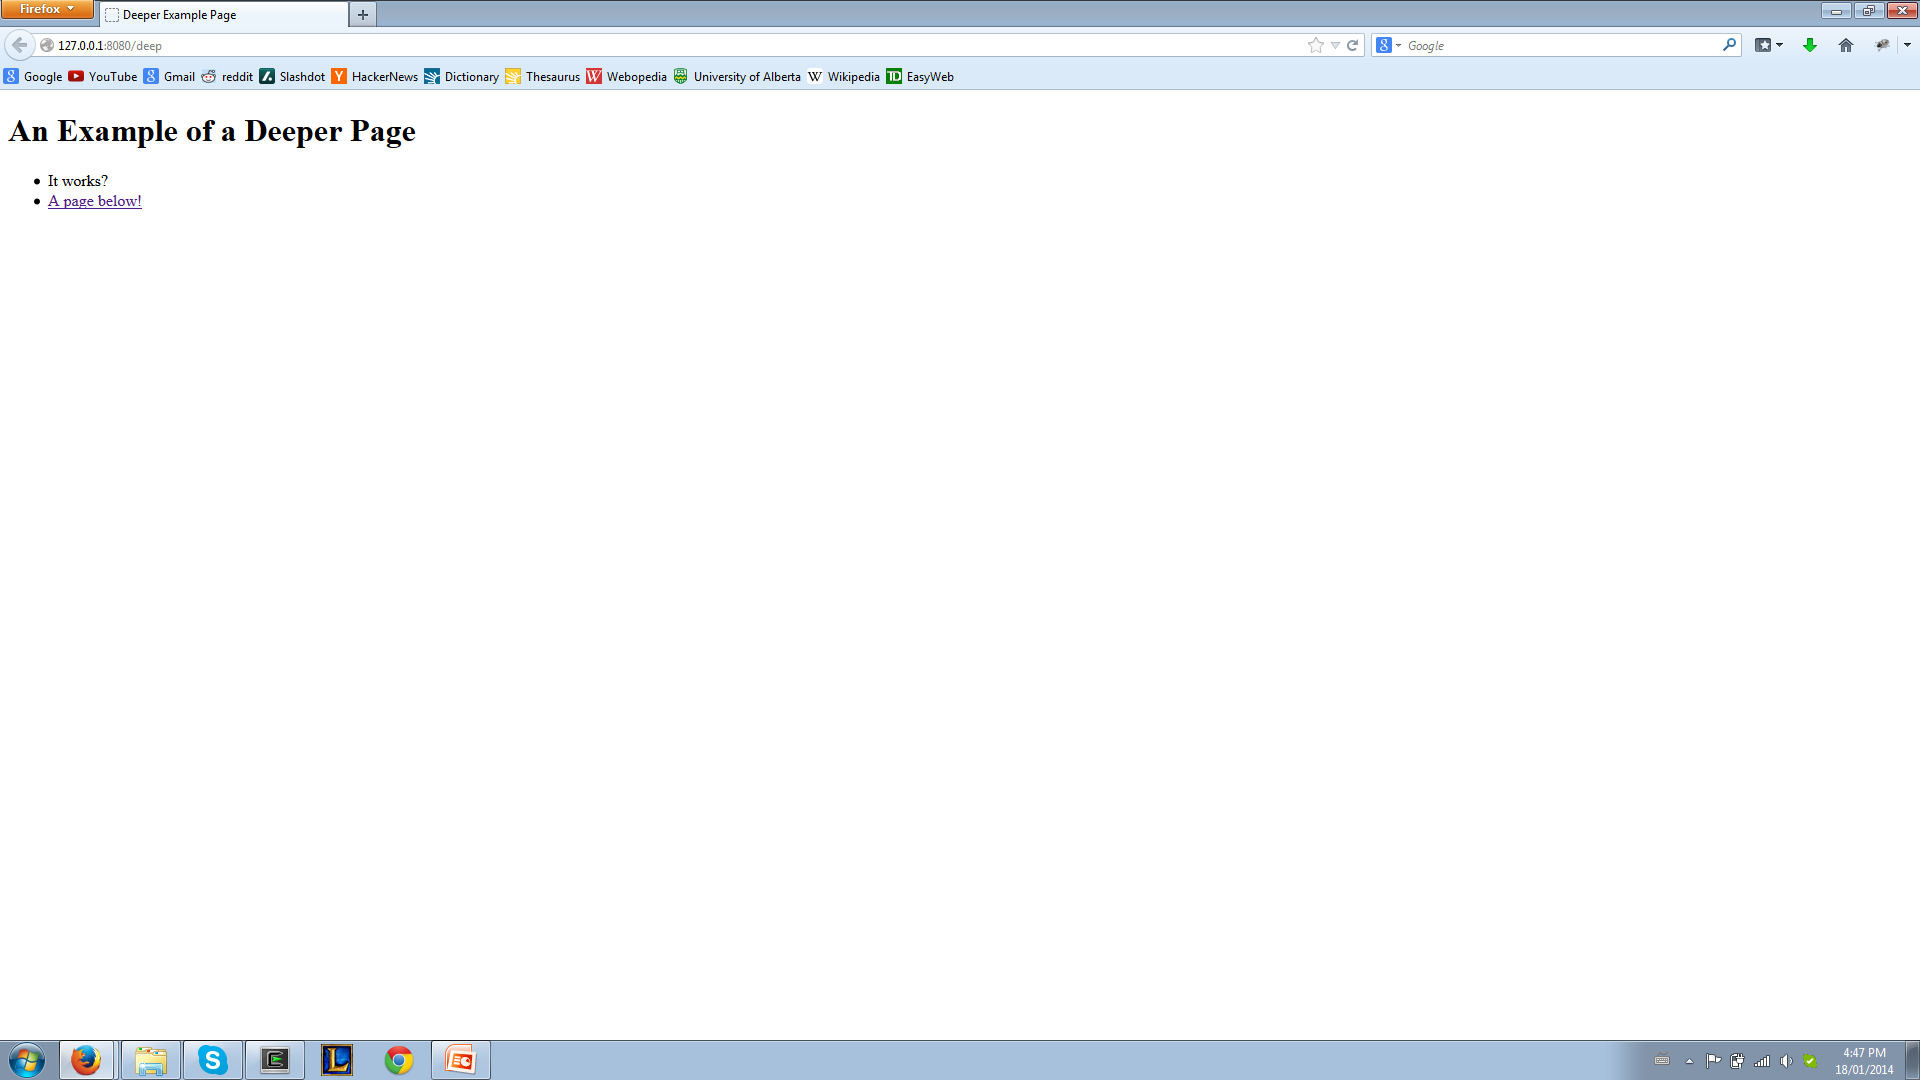 Firefox
Deeper Example Page
127.0.0.1:8080/deep
Google
Google YouTube Gmail reddit Slashdot HackerNews Dictionary Thesaurus Webopedia University of Alberta Wikipedia EasyWeb
An Example of a Deeper Page
It works?
A page below!
4:47 PM
18/01/2014